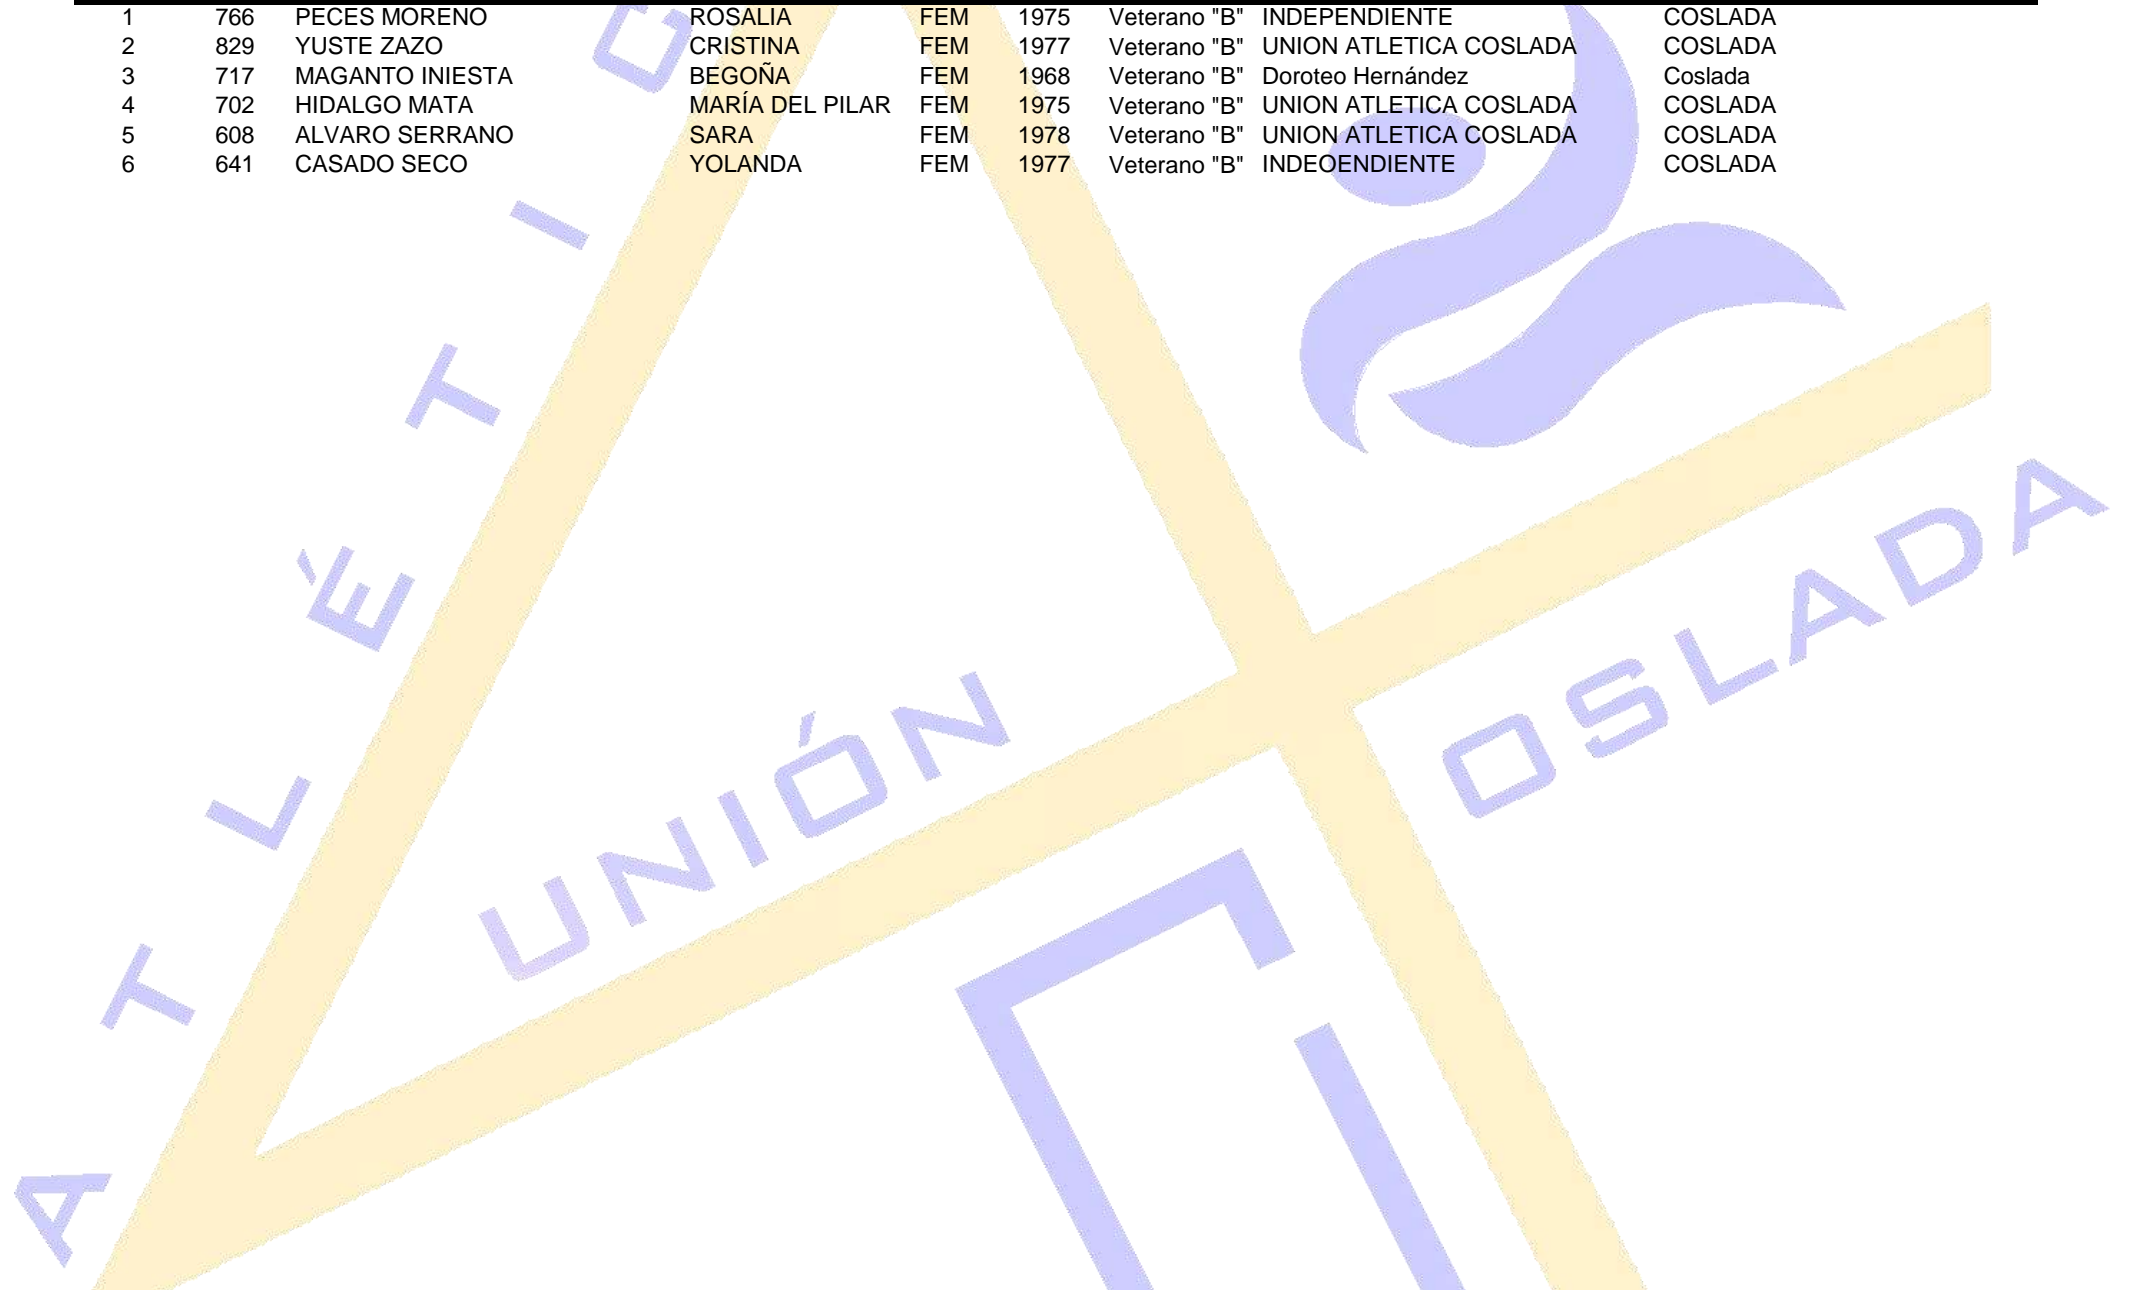 1 766 PECES MORENO ROSALIA FEM 1975 Veterano "B" INDEPENDIENTE COSLADA
2 829 YUSTE ZAZO CRISTINA FEM 1977 Veterano "B" UNION ATLETICA COSLADA COSLADA
3 717 MAGANTO INIESTA BEGOÑA FEM 1968 Veterano "B" Doroteo Hernández Coslada
4 702 HIDALGO MATA MARÍA DEL PILAR FEM 1975 Veterano "B" UNION ATLETICA COSLADA COSLADA
5 608 ALVARO SERRANO SARA FEM 1978 Veterano "B" UNION ATLETICA COSLADA COSLADA
6 641 CASADO SECO YOLANDA FEM 1977 Veterano "B" INDEOENDIENTE COSLADA
ATLÉTIC
UNIÓN
OSLADA